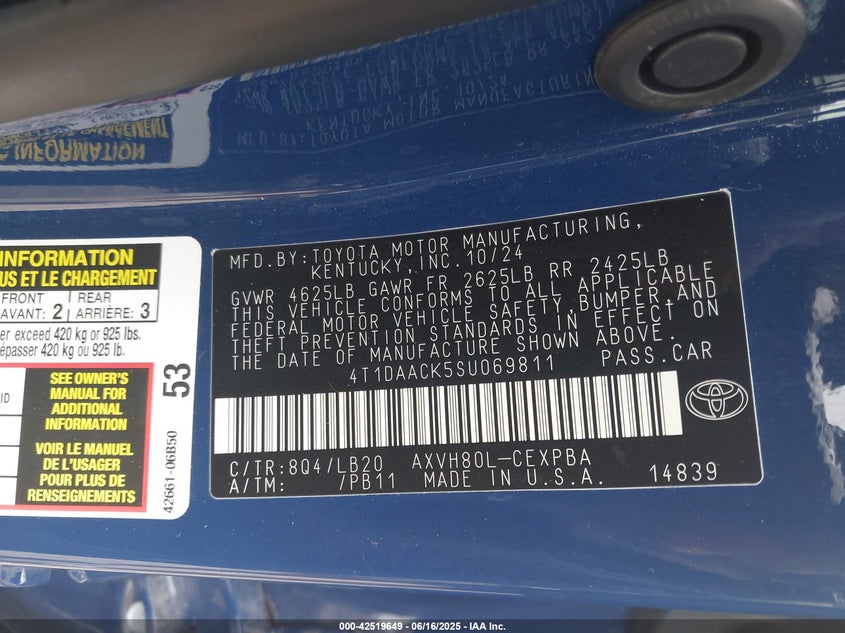 MFD.BY:TOYOTA MOTOR MANUFACTURING,
KENTUCKY,INC.10/24
GVWR 4625LB GAWR FR 2625LB RR 2425LB
THIS VEHICLE CONFORMS TO ALL APPLICABLE
FEDERAL MOTOR VEHICLE SAFETY,BUMPER,AND
THEFT PREVENTION STANDARDS IN EFFECT ON
THE DATE OF MANUFACTURE SHOWN ABOVE.
4T1DAACK5SU069811 PASS.CAR
C/TR:8Q4/LB20 AXVH80L-CEXPBA
A/TM: /PB11 MADE IN U.S.A. 14839
INFORMATION
US ET LE CHARGEMENT
FRONT
AVANT: 2
REAR
ARRIÈRE: 3
er exceed 420 kg or 925 lbs.
épasser 420 kg ou 925 lb.
SEE OWNER'S
MANUAL FOR
ADDITIONAL
INFORMATION
VOIR LE MANUEL
DE L'USAGER
POUR PLUS DE
RENSEIGNEMENTS
53
42661-06B50
000-42519649 - 06/16/2025 - IAA Inc.